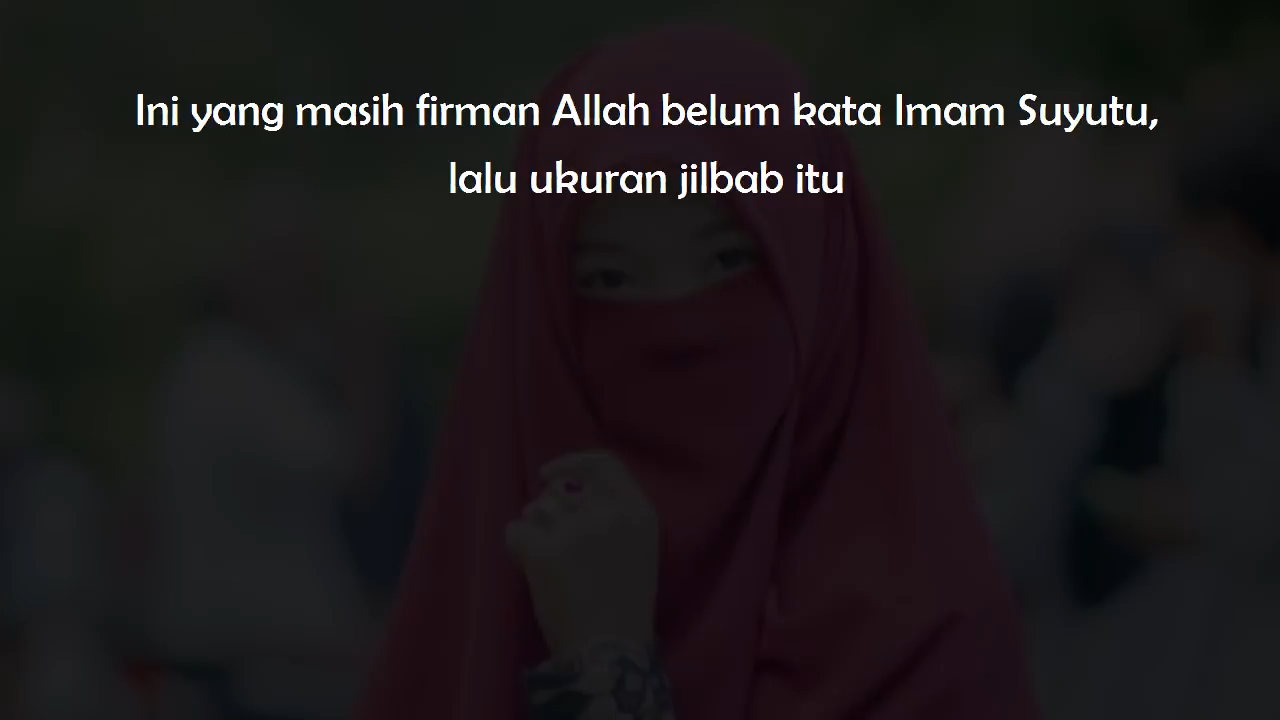 Ini yang masih firman Allah belum kata Imam Suyutu,
lalu ukuran jilbab itu